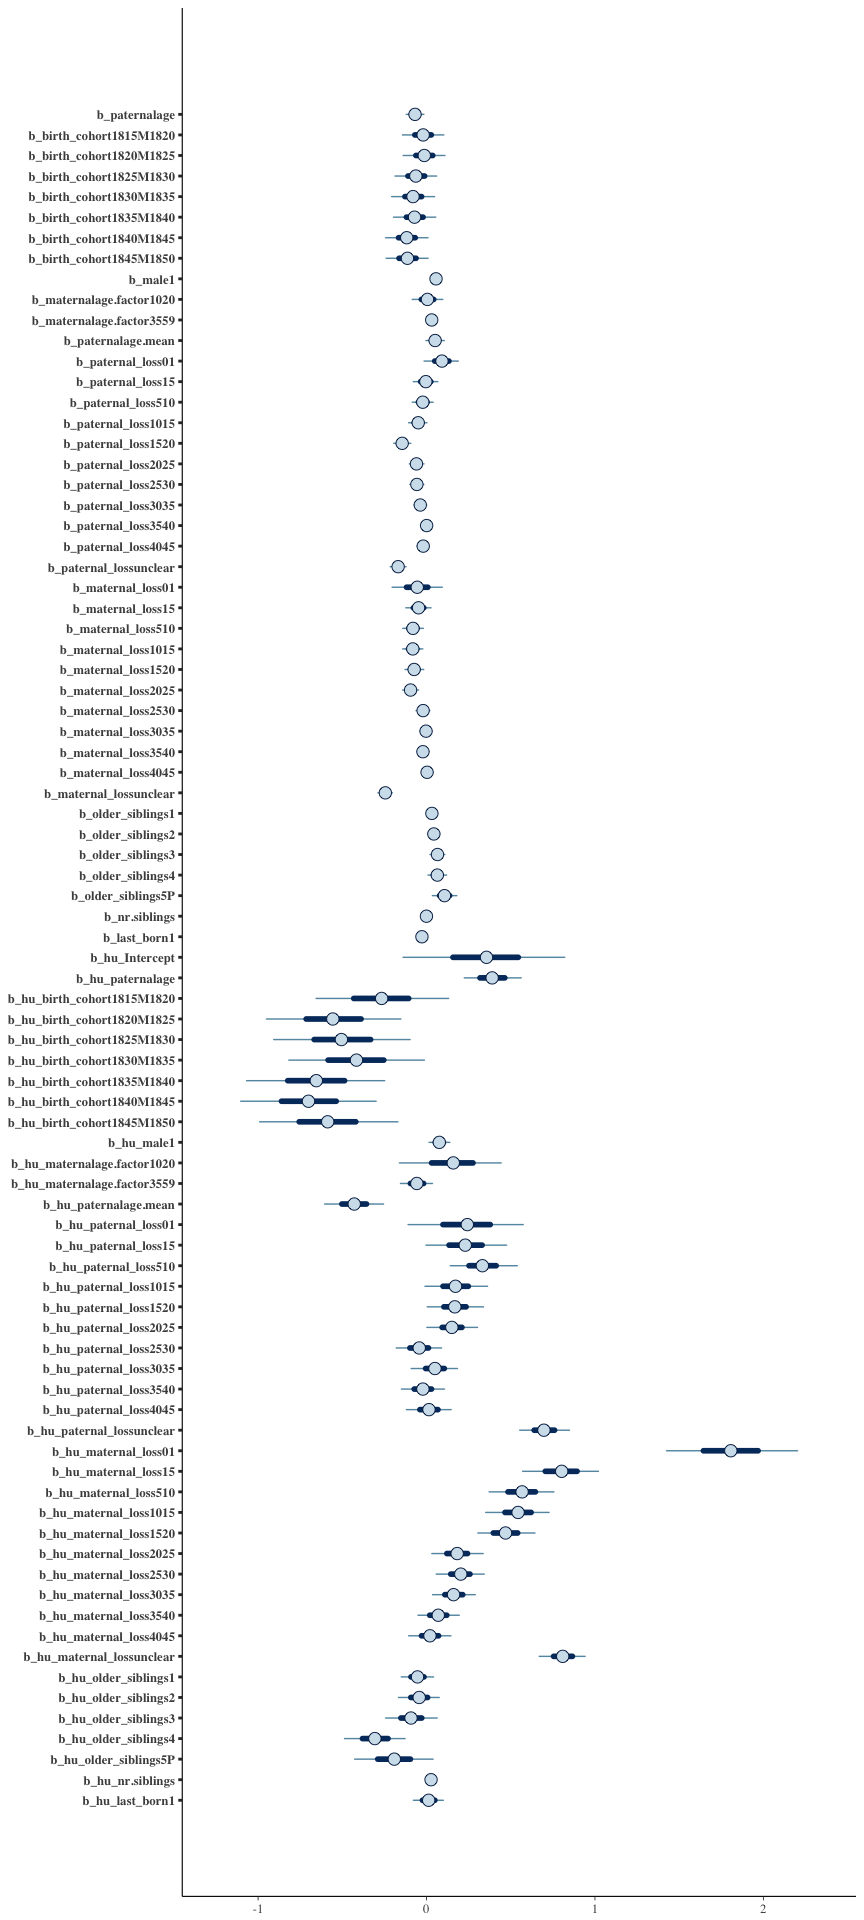 b_paternalage
b_birth_cohort1815M1820
b_birth_cohort1820M1825
b_birth_cohort1825M1830
b_birth_cohort1830M1835
b_birth_cohort1835M1840
b_birth_cohort1840M1845
b_birth_cohort1845M1850
b_male1
b_maternalage.factor1020
b_maternalage.factor3559
b_paternalage.mean
b_paternal_loss01
b_paternal_loss15
b_paternal_loss510
b_paternal_loss1015
b_paternal_loss1520
b_paternal_loss2025
b_paternal_loss2530
b_paternal_loss3035
b_paternal_loss3540
b_paternal_loss4045
b_paternal_lossunclear
b_maternal_loss01
b_maternal_loss15
b_maternal_loss510
b_maternal_loss1015
b_maternal_loss1520
b_maternal_loss2025
b_maternal_loss2530
b_maternal_loss3035
b_maternal_loss3540
b_maternal_loss4045
b_maternal_lossunclear
b_older_siblings1
b_older_siblings2
b_older_siblings3
b_older_siblings4
b_older_siblings5P
b_nr.siblings
b_last_born1
b_hu_Intercept
b_hu_paternalage
b_hu_birth_cohort1815M1820
b_hu_birth_cohort1820M1825
b_hu_birth_cohort1825M1830
b_hu_birth_cohort1830M1835
b_hu_birth_cohort1835M1840
b_hu_birth_cohort1840M1845
b_hu_birth_cohort1845M1850
b_hu_male1
b_hu_maternalage.factor1020
b_hu_maternalage.factor3559
b_hu_paternalage.mean
b_hu_paternal_loss01
b_hu_paternal_loss15
b_hu_paternal_loss510
b_hu_paternal_loss1015
b_hu_paternal_loss1520
b_hu_paternal_loss2025
b_hu_paternal_loss2530
b_hu_paternal_loss3035
b_hu_paternal_loss3540
b_hu_paternal_loss4045
b_hu_paternal_lossunclear
b_hu_maternal_loss01
b_hu_maternal_loss15
b_hu_maternal_loss510
b_hu_maternal_loss1015
b_hu_maternal_loss1520
b_hu_maternal_loss2025
b_hu_maternal_loss2530
b_hu_maternal_loss3035
b_hu_maternal_loss3540
b_hu_maternal_loss4045
b_hu_maternal_lossunclear
b_hu_older_siblings1
b_hu_older_siblings2
b_hu_older_siblings3
b_hu_older_siblings4
b_hu_older_siblings5P
b_hu_nr.siblings
b_hu_last_born1
-1 0 1 2